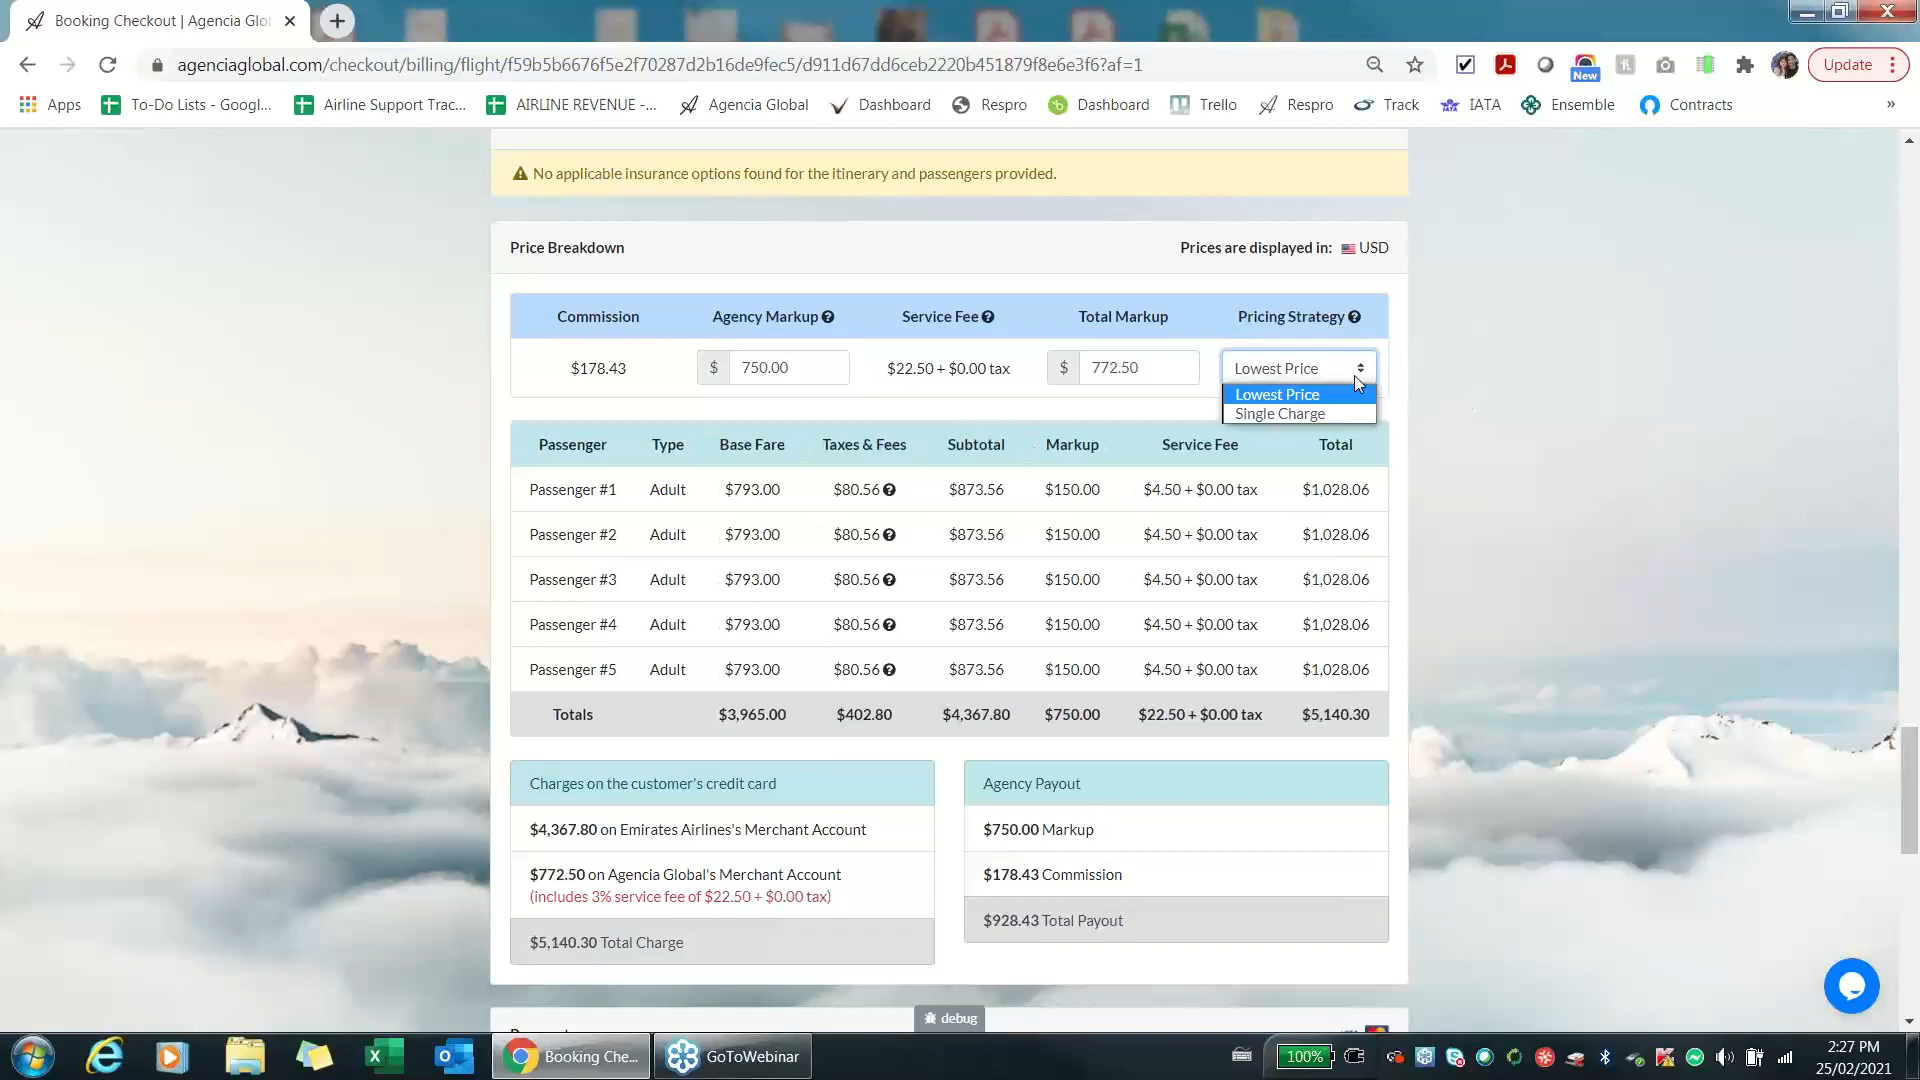 Booking Checkout | Agencia Glo
agenciaglobal.com/checkout/billing/flight/f59b5b6676f5e2f70287d2b16de9fec5/d911d67dd6ceb2220b451879f8e6e3f6?af=1
New
Update
Apps To-Do Lists - Googl... Airline Support Trac... AIRLINE REVENUE -... Agencia Global Dashboard Respro Dashboard Trello Respro Track IATA Ensemble Contracts »
No applicable insurance options found for the itinerary and passengers provided.
Price Breakdown Prices are displayed in: USD
Commission Agency Markup Service Fee Total Markup Pricing Strategy
$178.43 $ 750.00 $22.50 + $0.00 tax $ 772.50 Lowest Price
Lowest Price
Single Charge
Passenger Type Base Fare Taxes & Fees Subtotal Markup Service Fee Total
Passenger #1 Adult $793.00 $80.56 $873.56 $150.00 $4.50 + $0.00 tax $1,028.06
Passenger #2 Adult $793.00 $80.56 $873.56 $150.00 $4.50 + $0.00 tax $1,028.06
Passenger #3 Adult $793.00 $80.56 $873.56 $150.00 $4.50 + $0.00 tax $1,028.06
Passenger #4 Adult $793.00 $80.56 $873.56 $150.00 $4.50 + $0.00 tax $1,028.06
Passenger #5 Adult $793.00 $80.56 $873.56 $150.00 $4.50 + $0.00 tax $1,028.06
Totals $3,965.00 $402.80 $4,367.80 $750.00 $22.50 + $0.00 tax $5,140.30
Charges on the customer's credit card
$4,367.80 on Emirates Airlines's Merchant Account
$772.50 on Agencia Global's Merchant Account
(includes 3% service fee of $22.50 + $0.00 tax)
$5,140.30 Total Charge
Agency Payout
$750.00 Markup
$178.43 Commission
$928.43 Total Payout
debug
Booking Che... GoToWebinar 100% 2:27 PM
25/02/2021